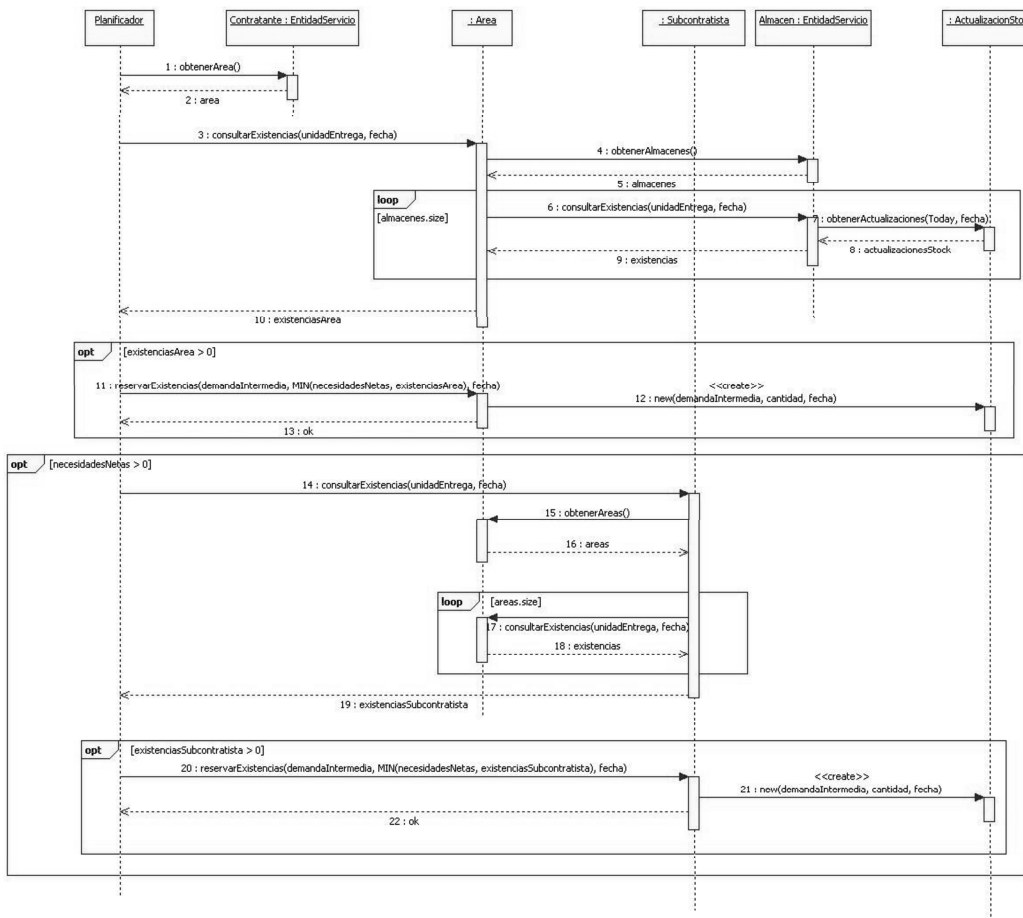 Planificador
Contratante : EntidadServicio
: Area
: Subcontratista
Almacen : EntidadServicio
: ActualizacionSto
1 : obtenerArea()
2 : area
3 : consultarExistencias(unidadEntrega, fecha)
4 : obtenerAlmacenes()
5 : almacenes
loop
[almacenes.size]
6 : consultarExistencias(unidadEntrega, fecha)
7 : obtenerActualizaciones(Today, fecha)
8 : actualizacionesStock
9 : existencias
10 : existenciasArea
opt
[existenciasArea > 0]
11 : reservarExistencias(demandaIntermedia, MIN(necesidadesNetas, existenciasArea), fecha)
<<create>>
12 : new(demandaIntermedia, cantidad, fecha)
13 : ok
opt
[necesidadesNetas > 0]
14 : consultarExistencias(unidadEntrega, fecha)
15 : obtenerAreas()
16 : areas
loop
[areas.size]
17 : consultarExistencias(unidadEntrega, fecha)
18 : existencias
19 : existenciasSubcontratista
opt
[existenciasSubcontratista > 0]
20 : reservarExistencias(demandaIntermedia, MIN(necesidadesNetas, existenciasSubcontratista), fecha)
<<create>>
21 : new(demandaIntermedia, cantidad, fecha)
22 : ok